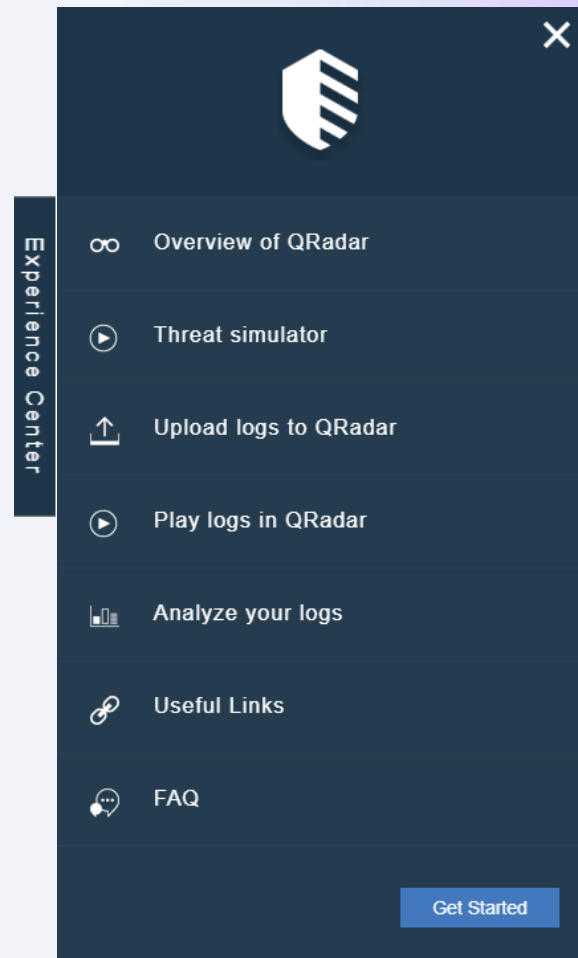 Experience Center
Overview of QRadar
Threat simulator
Upload logs to QRadar
Play logs in QRadar
Analyze your logs
Useful Links
FAQ
Get Started